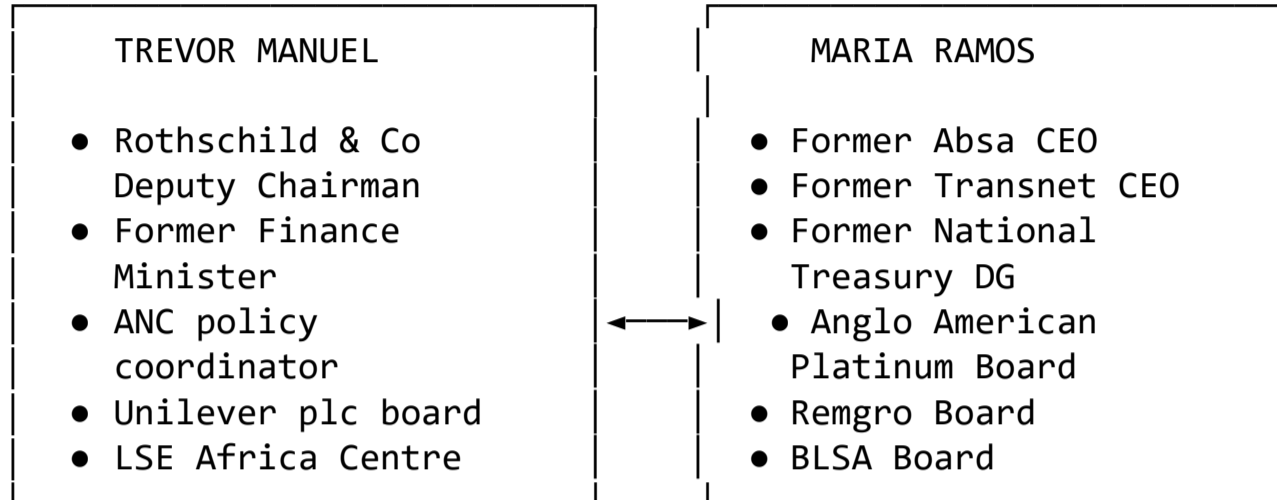 TREVOR MANUEL
● Rothschild & Co
Deputy Chairman
● Former Finance
Minister
● ANC policy
coordinator
● Unilever plc board
● LSE Africa Centre
MARIA RAMOS
● Former Absa CEO
● Former Transnet CEO
● Former National
Treasury DG
● Anglo American
Platinum Board
● Remgro Board
● BLSA Board